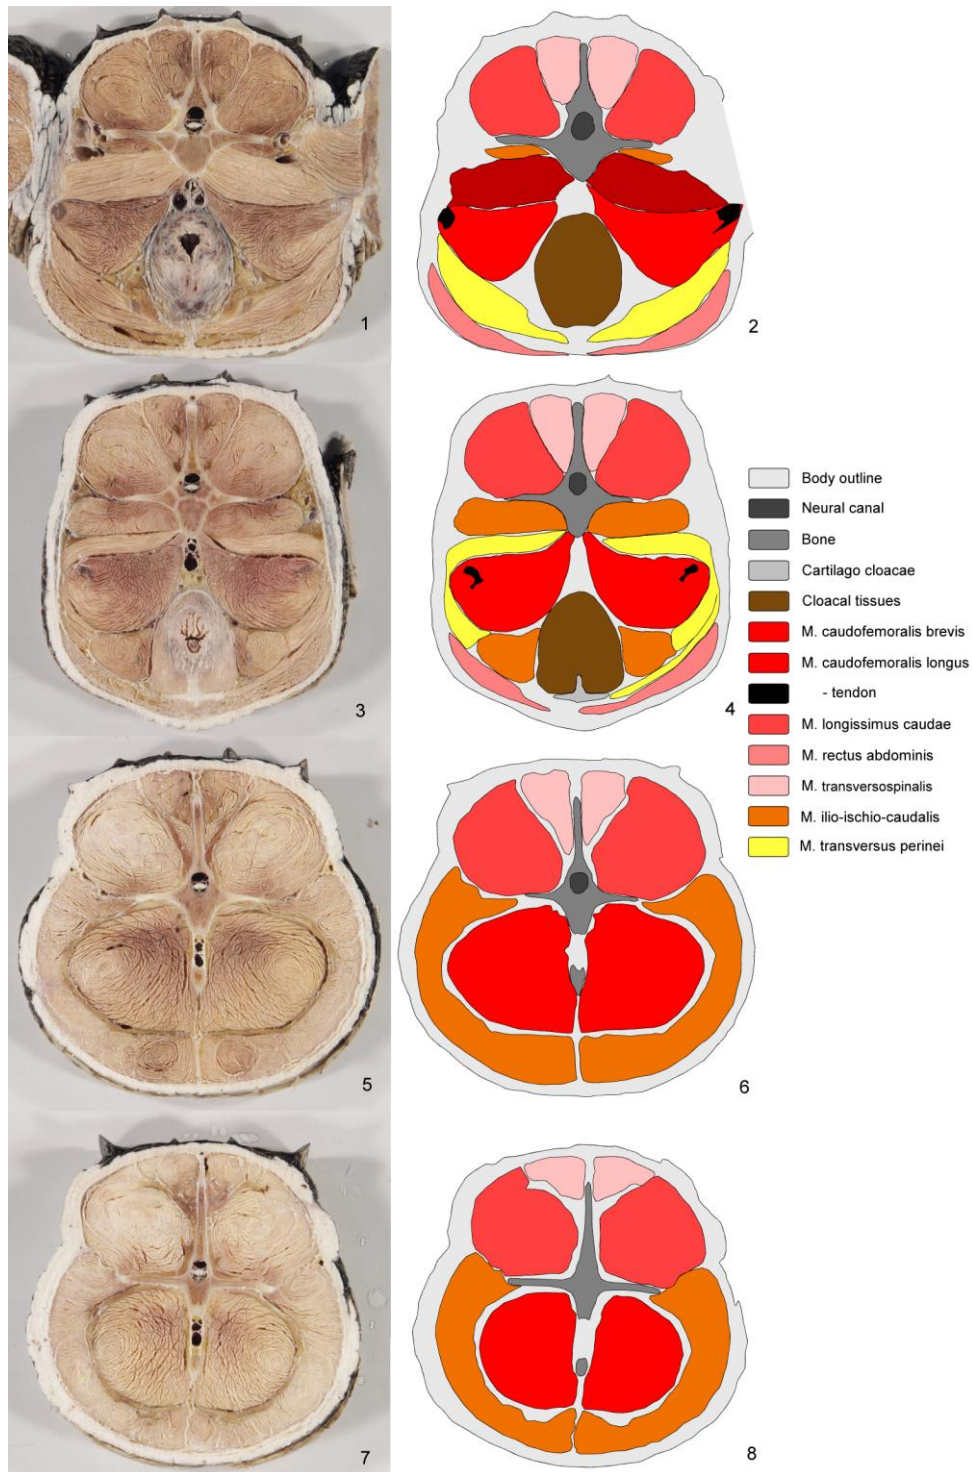 1
2
3
4
5
6
7
8
Body outline
Neural canal
Bone
Cartilago cloacae
Cloacal tissues
M. caudofemoralis brevis
M. caudofemoralis longus
- tendon
M. longissimus caudae
M. rectus abdominis
M. transversospinalis
M. ilio-ischio-caudalis
M. transversus perinei